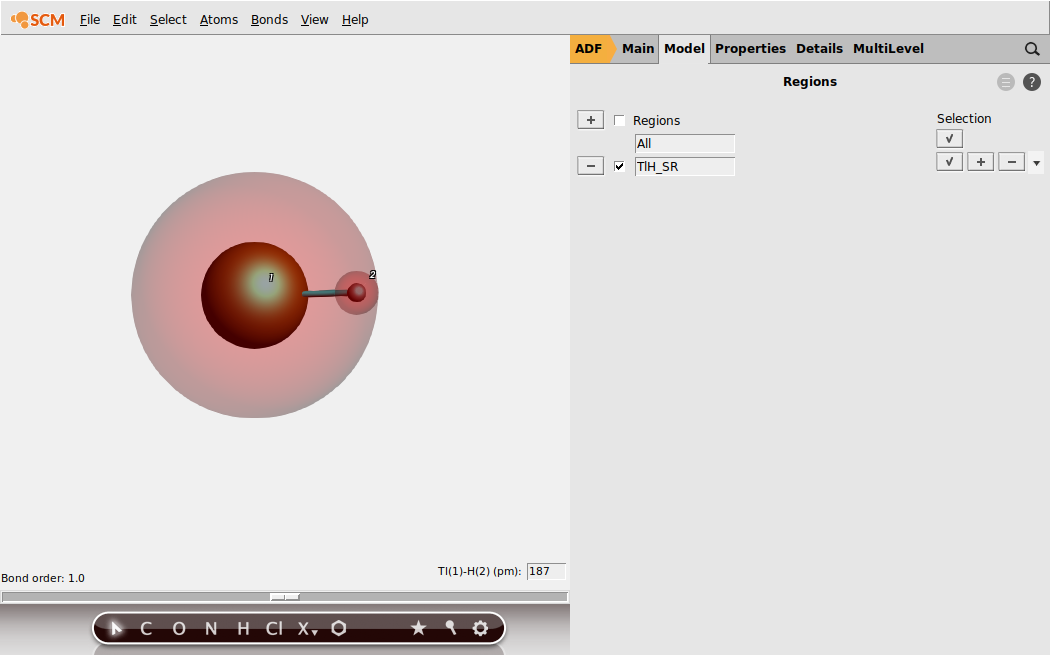 SCM File Edit Select Atoms Bonds View Help
ADF Main Model Properties Details MultiLevel
Regions
?
+ Regions Selection
All
− TlH_SR + −
1
2
Tl(1)-H(2) (pm): 187
Bond order: 1.0
C O N H Cl X